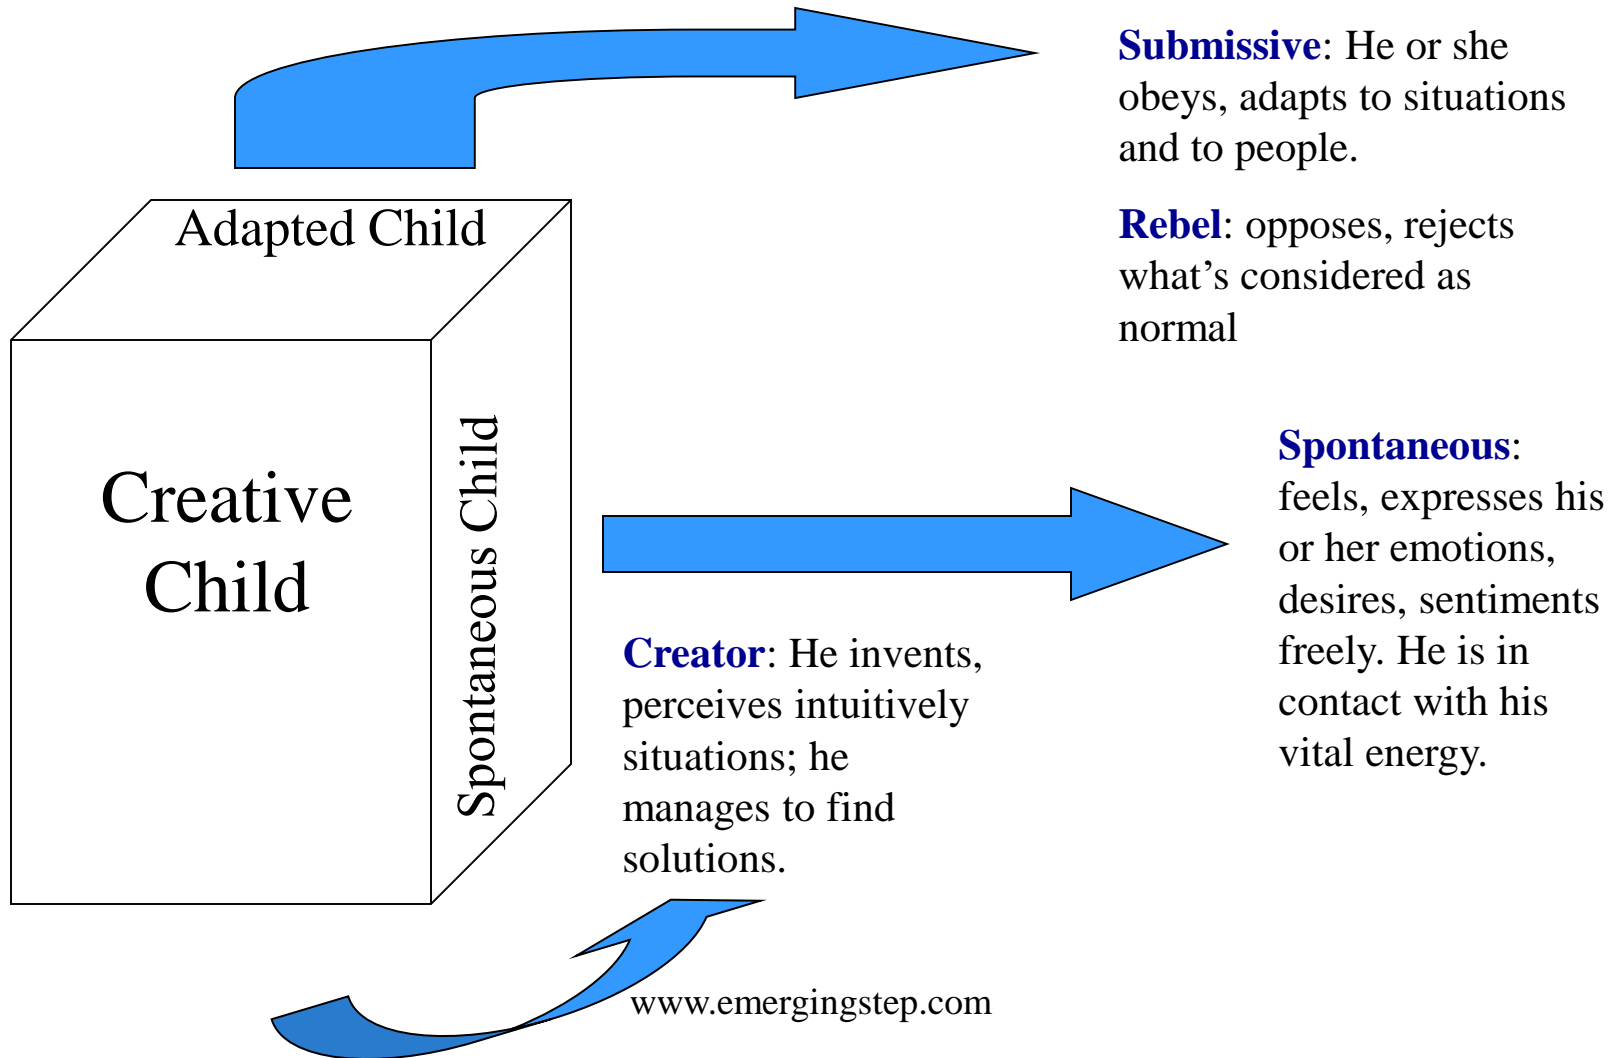 Submissive: He or she
obeys, adapts to situations
and to people.
Rebel: opposes, rejects
what’s considered as
normal
Adapted Child
Creative
Child
Spontaneous Child
Spontaneous:
feels, expresses his
or her emotions,
desires, sentiments
freely. He is in
contact with his
vital energy.
Creator: He invents,
perceives intuitively
situations; he
manages to find
solutions.
www.emergingstep.com